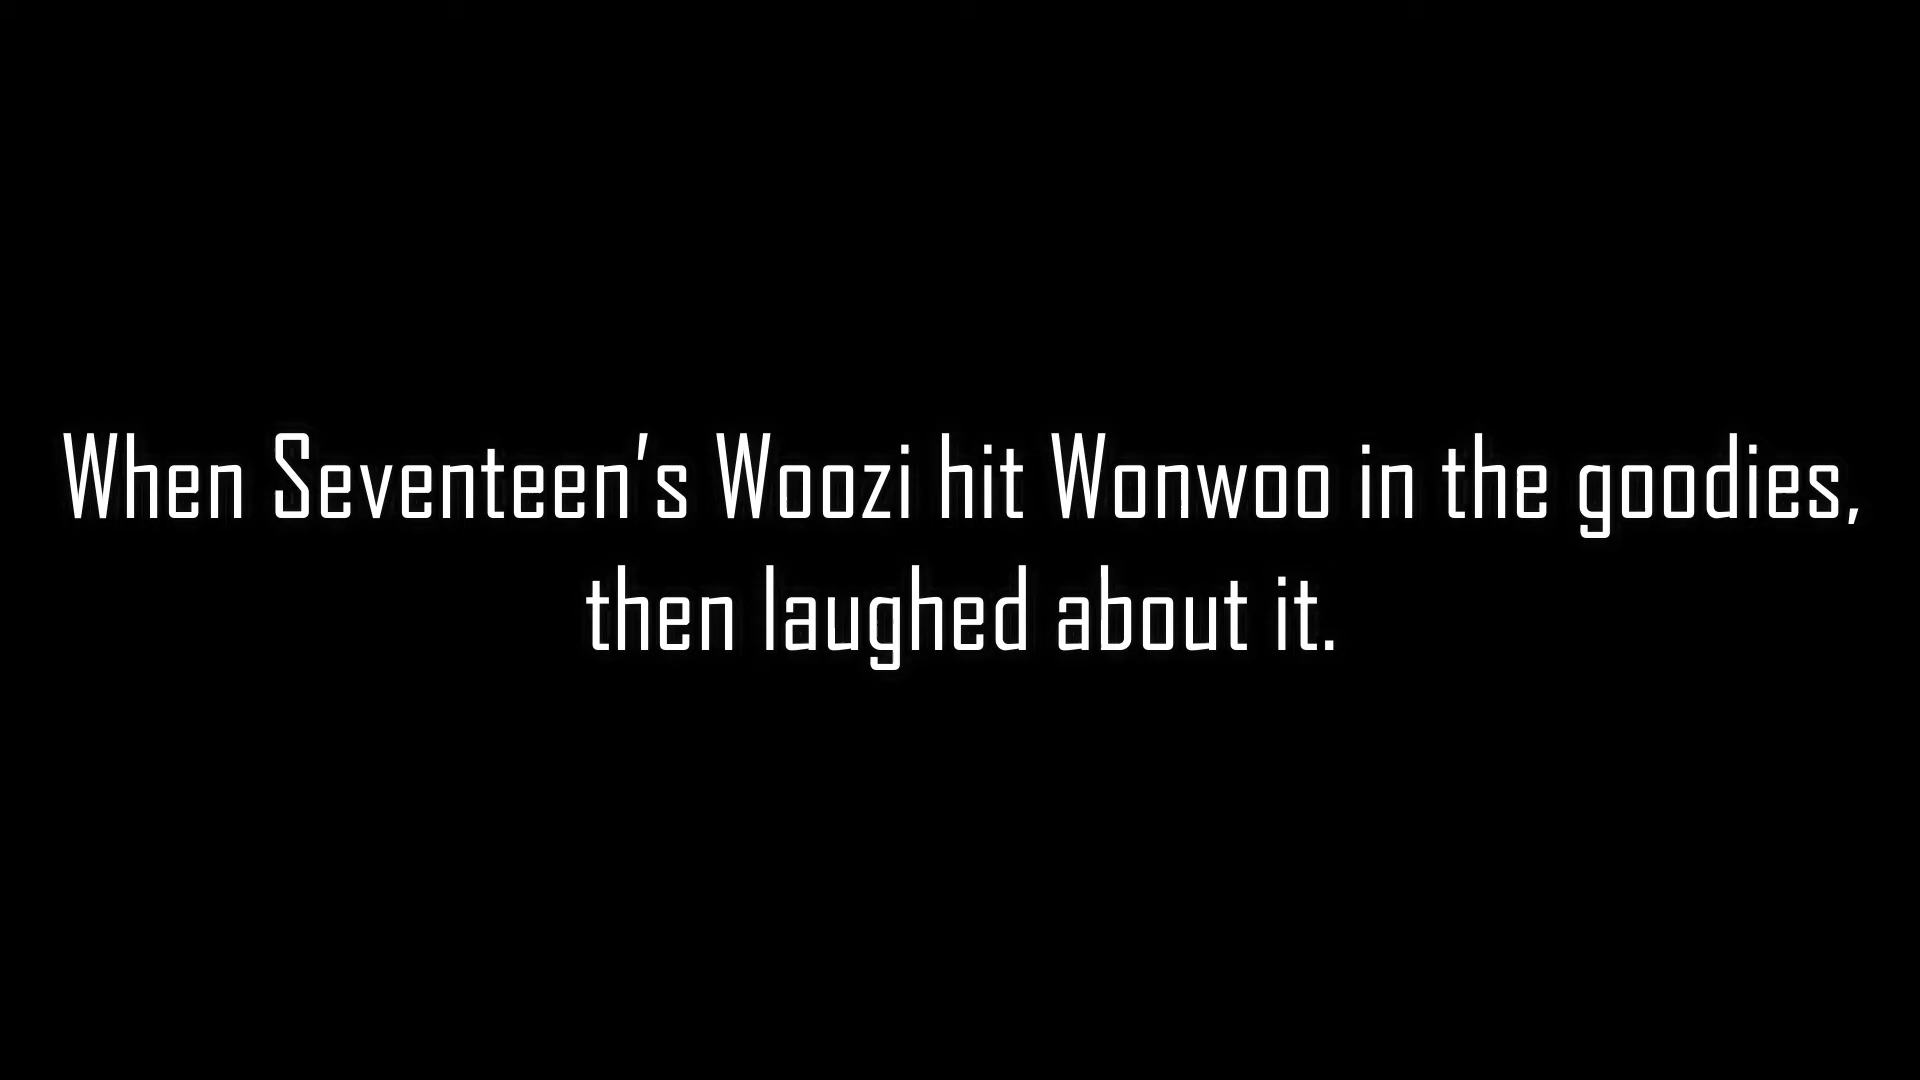 When Seventeen's Woozi hit Wonwoo in the goodies,
then laughed about it.